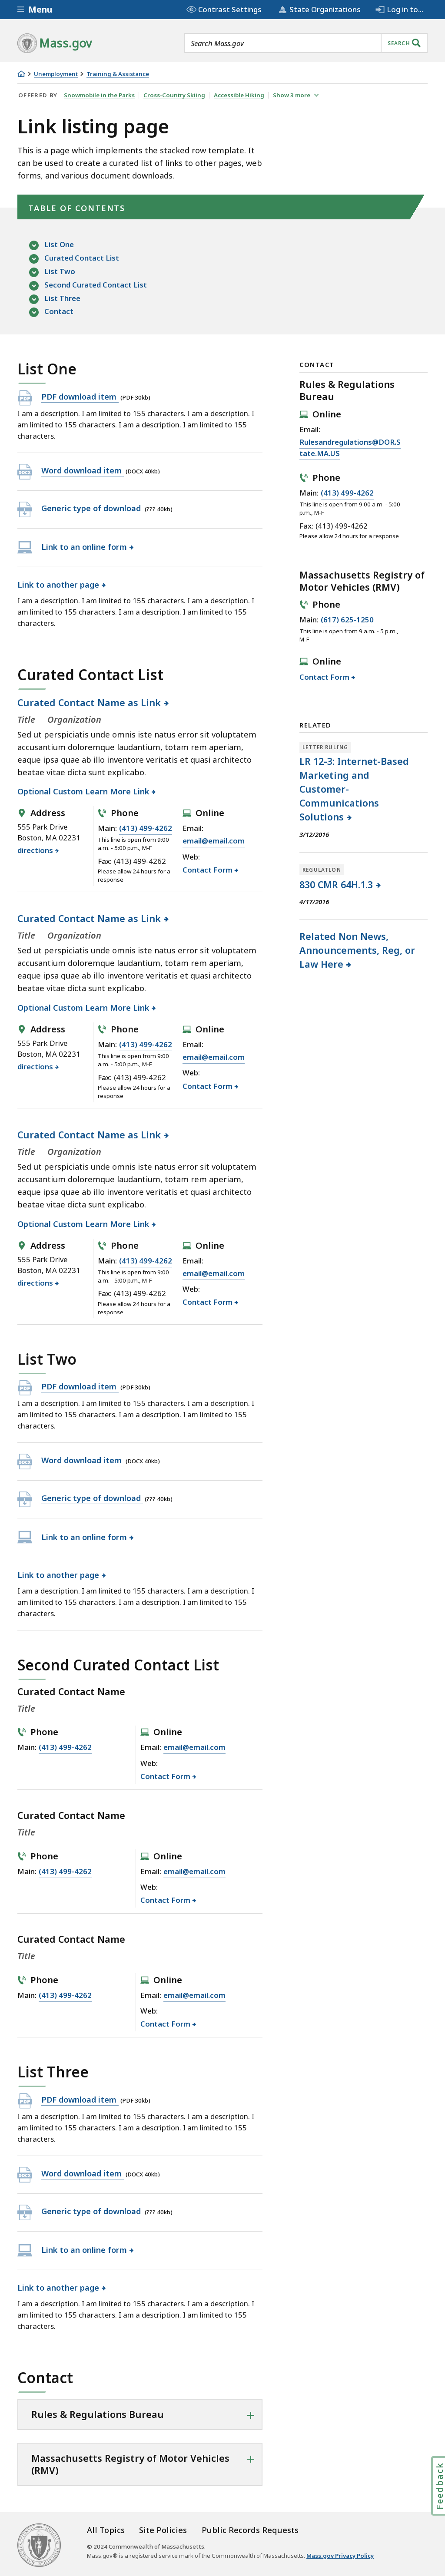 Menu
Contrast Settings
State Organizations
Log in to...
Mass.gov
Search Mass.gov
SEARCH
Unemployment
Training & Assistance
OFFERED BY Snowmobile in the Parks Cross-Country Skiing Accessible Hiking Show 3 more
Link listing page
This is a page which implements the stacked row template. It
can be used to create a curated list of links to other pages, web
forms, and various description downloads.
TABLE OF CONTENTS
List One
Curated Contact List
List Two
Second Curated Contact List
List Three
Contact
List One
PDF download item (PDF 30kb)
I am a description. I am limited to 155 characters. I am a description. I
am limited to 155 characters. I am a description. I am limited to 155
characters.
Word download item (DOCX 40kb)
Generic type of download (??? 40kb)
Link to an online form
Link to another page
I am a description. I am limited to 155 characters. I am a description. I
am limited to 155 characters. I am a description. I am limited to 155
characters.
Curated Contact List
Curated Contact Name as Link
Title Organization
Sed ut perspiciatis unde omnis iste natus error sit voluptatem
accusantium doloremque laudantium, totam rem aperiam,
eaque ipsa quae ab illo inventore veritatis et quasi architecto
beatae vitae dicta sunt explicabo.
Optional Custom Learn More Link
Address
555 Park Drive
Boston, MA 02231
directions
Phone
Main: (413) 499-4262
This line is open from 9:00
a.m. - 5:00 p.m., M-F
Fax: (413) 499-4262
Please allow 24 hours for a
response
Online
Email:
email@email.com
Web:
Contact Form
Curated Contact Name as Link
Title Organization
Sed ut perspiciatis unde omnis iste natus error sit voluptatem
accusantium doloremque laudantium, totam rem aperiam,
eaque ipsa quae ab illo inventore veritatis et quasi architecto
beatae vitae dicta sunt explicabo.
Optional Custom Learn More Link
Address
555 Park Drive
Boston, MA 02231
directions
Phone
Main: (413) 499-4262
This line is open from 9:00
a.m. - 5:00 p.m., M-F
Fax: (413) 499-4262
Please allow 24 hours for a
response
Online
Email:
email@email.com
Web:
Contact Form
Curated Contact Name as Link
Title Organization
Sed ut perspiciatis unde omnis iste natus error sit voluptatem
accusantium doloremque laudantium, totam rem aperiam,
eaque ipsa quae ab illo inventore veritatis et quasi architecto
beatae vitae dicta sunt explicabo.
Optional Custom Learn More Link
Address
555 Park Drive
Boston, MA 02231
directions
Phone
Main: (413) 499-4262
This line is open from 9:00
a.m. - 5:00 p.m., M-F
Fax: (413) 499-4262
Please allow 24 hours for a
response
Online
Email:
email@email.com
Web:
Contact Form
List Two
PDF download item (PDF 30kb)
I am a description. I am limited to 155 characters. I am a description. I
am limited to 155 characters. I am a description. I am limited to 155
characters.
Word download item (DOCX 40kb)
Generic type of download (??? 40kb)
Link to an online form
Link to another page
I am a description. I am limited to 155 characters. I am a description. I
am limited to 155 characters. I am a description. I am limited to 155
characters.
Second Curated Contact List
Curated Contact Name
Title
Phone
Main: (413) 499-4262
Online
Email: email@email.com
Web:
Contact Form
Curated Contact Name
Title
Phone
Main: (413) 499-4262
Online
Email: email@email.com
Web:
Contact Form
Curated Contact Name
Title
Phone
Main: (413) 499-4262
Online
Email: email@email.com
Web:
Contact Form
List Three
PDF download item (PDF 30kb)
I am a description. I am limited to 155 characters. I am a description. I
am limited to 155 characters. I am a description. I am limited to 155
characters.
Word download item (DOCX 40kb)
Generic type of download (??? 40kb)
Link to an online form
Link to another page
I am a description. I am limited to 155 characters. I am a description. I
am limited to 155 characters. I am a description. I am limited to 155
characters.
Contact
Rules & Regulations Bureau
Massachusetts Registry of Motor Vehicles
(RMV)
CONTACT
Rules & Regulations
Bureau
Online
Email:
Rulesandregulations@DOR.S
tate.MA.US
Phone
Main: (413) 499-4262
This line is open from 9:00 a.m. - 5:00
p.m., M-F
Fax: (413) 499-4262
Please allow 24 hours for a response
Massachusetts Registry of
Motor Vehicles (RMV)
Phone
Main: (617) 625-1250
This line is open from 9 a.m. - 5 p.m.,
M-F
Online
Contact Form
RELATED
LETTER RULING
LR 12-3: Internet-Based
Marketing and
Customer-
Communications
Solutions
3/12/2016
REGULATION
830 CMR 64H.1.3
4/17/2016
Related Non News,
Announcements, Reg, or
Law Here
Feedback
All Topics Site Policies Public Records Requests
© 2024 Commonwealth of Massachusetts.
Mass.gov® is a registered service mark of the Commonwealth of Massachusetts. Mass.gov Privacy Policy